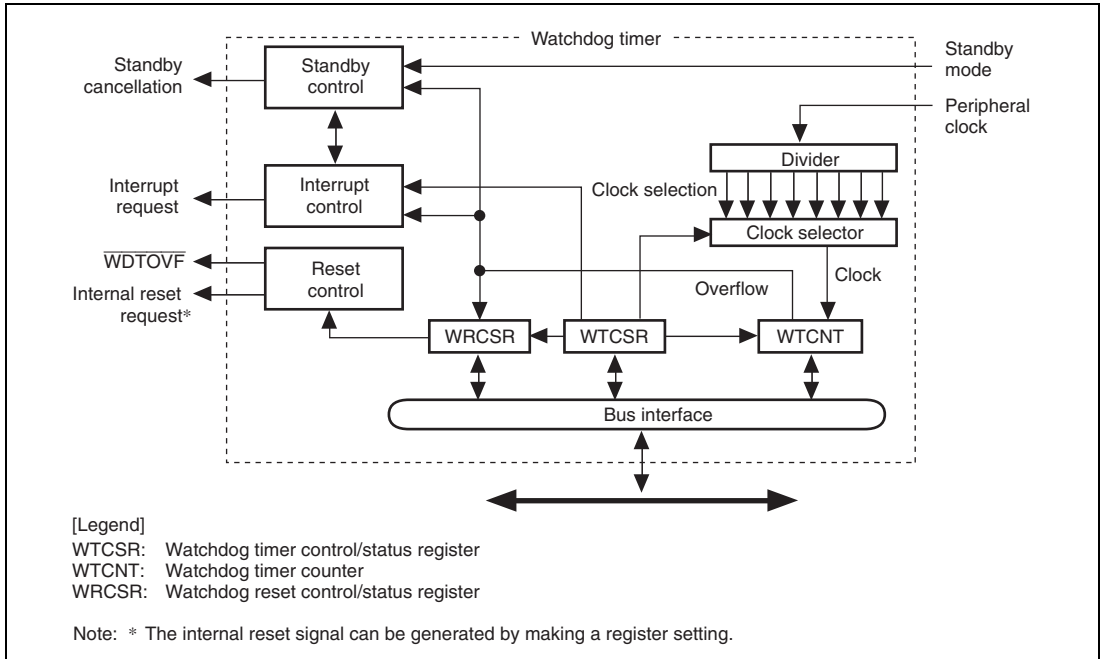 Watchdog timer
Standby
cancellation
Standby
control
Standby
mode
Peripheral
clock
Divider
Interrupt
request
Interrupt
control
Clock selection
Clock selector
WDTOVF
Internal reset
request*
Reset
control
Overflow
Clock
WRCSR
WTCSR
WTCNT
Bus interface
[Legend]
WTCSR: Watchdog timer control/status register
WTCNT: Watchdog timer counter
WRCSR: Watchdog reset control/status register
Note: * The internal reset signal can be generated by making a register setting.